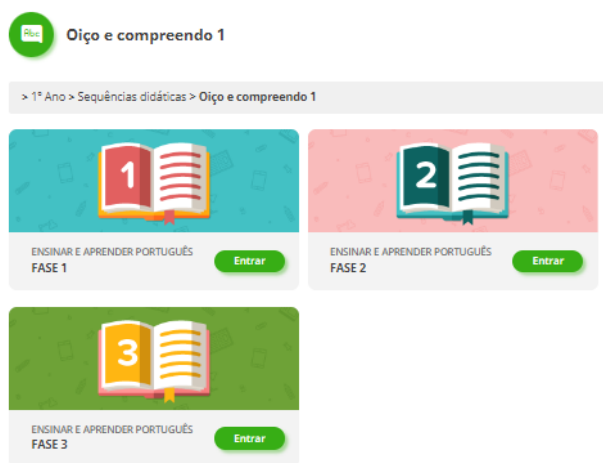 Abc
Oiço e compreendo 1
> 1º Ano > Sequências didáticas > Oiço e compreendo 1
1
2
ENSINAR E APRENDER PORTUGUÊS
FASE 1
Entrar
ENSINAR E APRENDER PORTUGUÊS
FASE 2
Entrar
3
ENSINAR E APRENDER PORTUGUÊS
FASE 3
Entrar